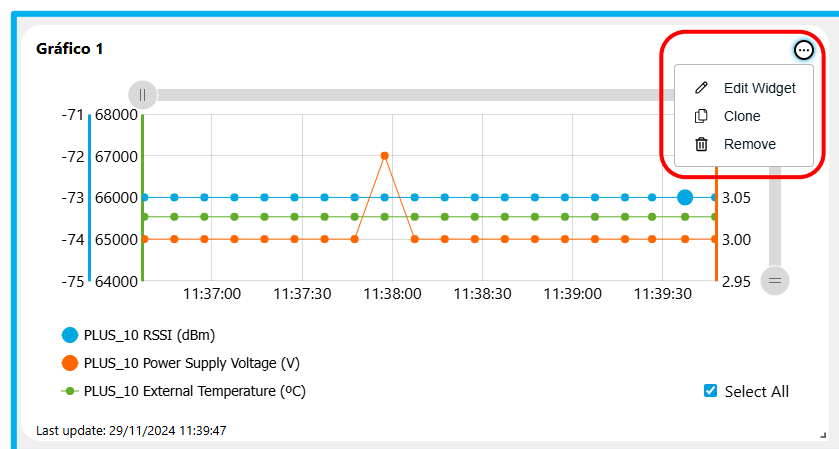 Gráfico 1
Edit Widget
Clone
Remove
-71 68000
-72 67000
-73 66000 3.05
-74 65000 3.00
-75 64000 2.95
11:37:00 11:37:30 11:38:00 11:38:30 11:39:00 11:39:30
PLUS_10 RSSI (dBm)
PLUS_10 Power Supply Voltage (V)
PLUS_10 External Temperature (ºC)
Select All
Last update: 29/11/2024 11:39:47